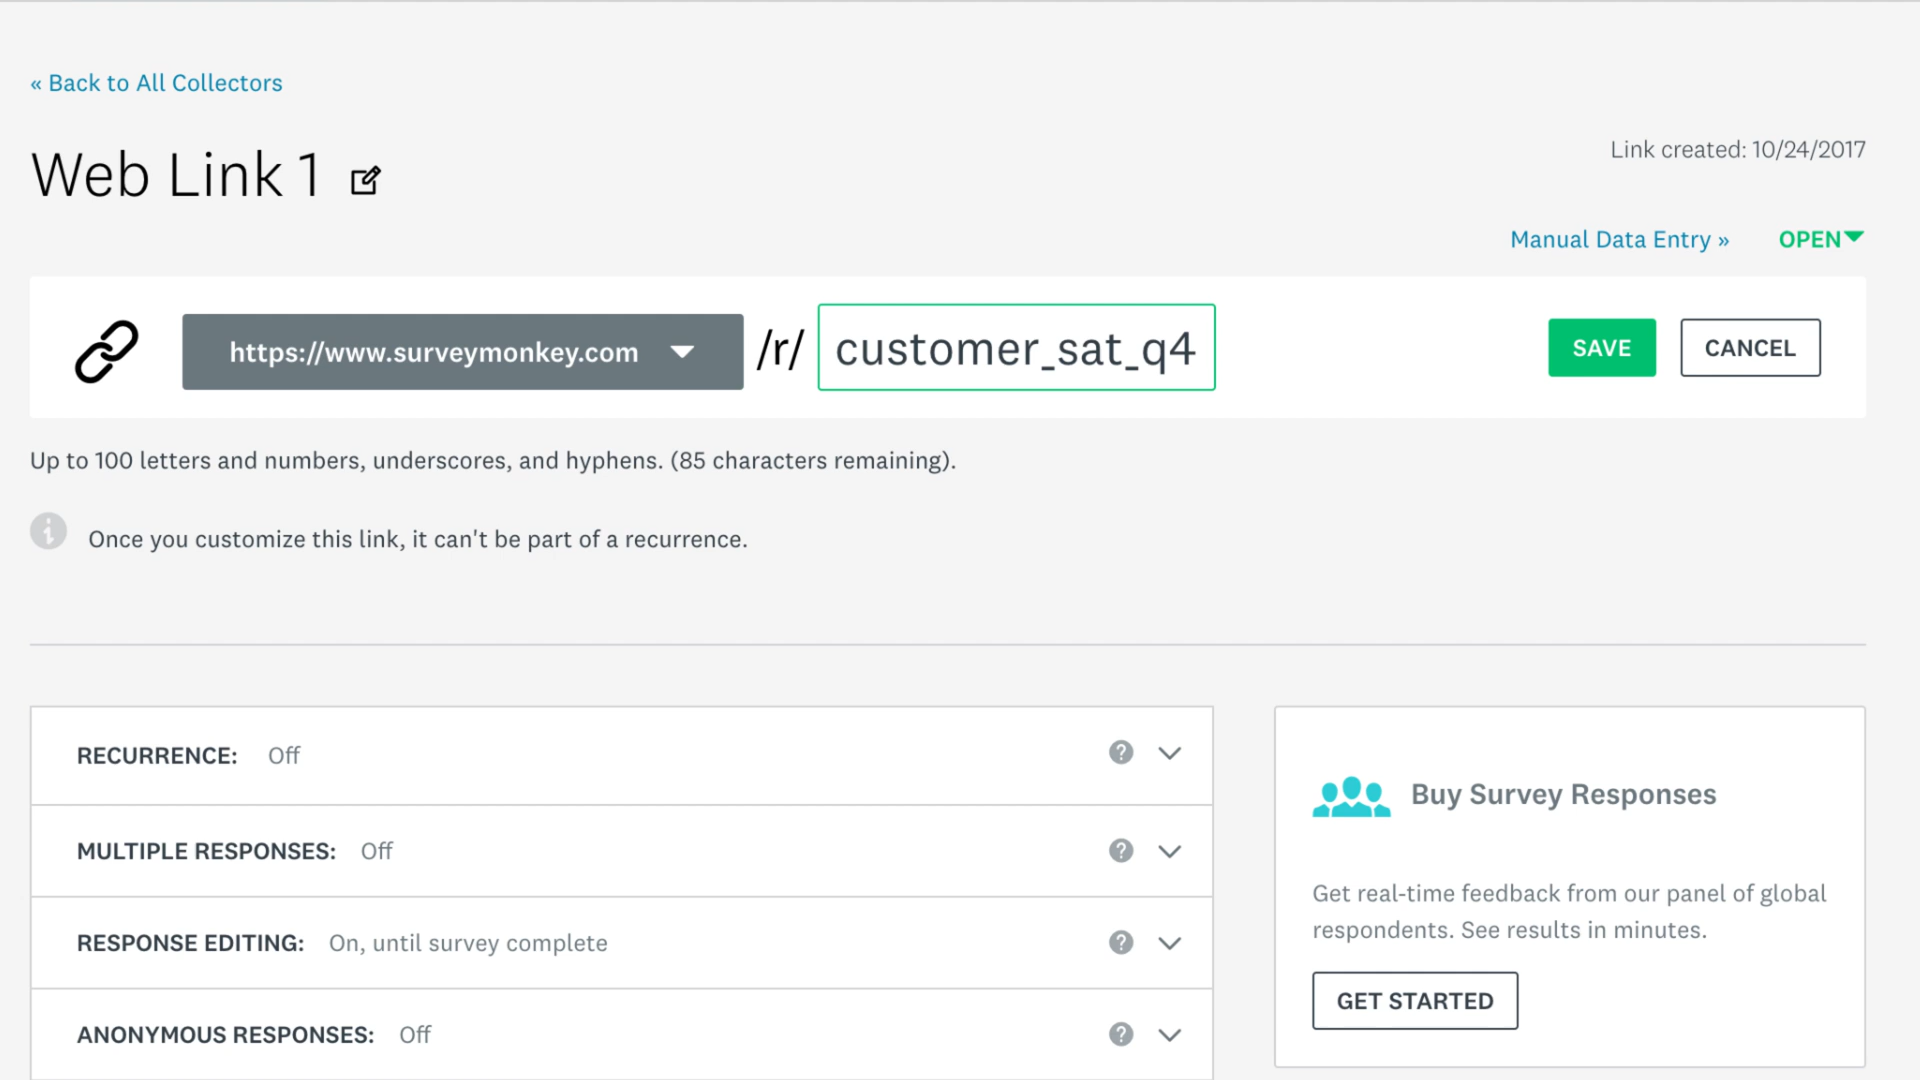 « Back to All Collectors
Web Link 1
Link created: 10/24/2017
Manual Data Entry »
OPEN
https://www.surveymonkey.com /r/ customer_sat_q4
SAVE
CANCEL
Up to 100 letters and numbers, underscores, and hyphens. (85 characters remaining).
Once you customize this link, it can't be part of a recurrence.
RECURRENCE: Off
MULTIPLE RESPONSES: Off
RESPONSE EDITING: On, until survey complete
ANONYMOUS RESPONSES: Off
Buy Survey Responses
Get real-time feedback from our panel of global
respondents. See results in minutes.
GET STARTED